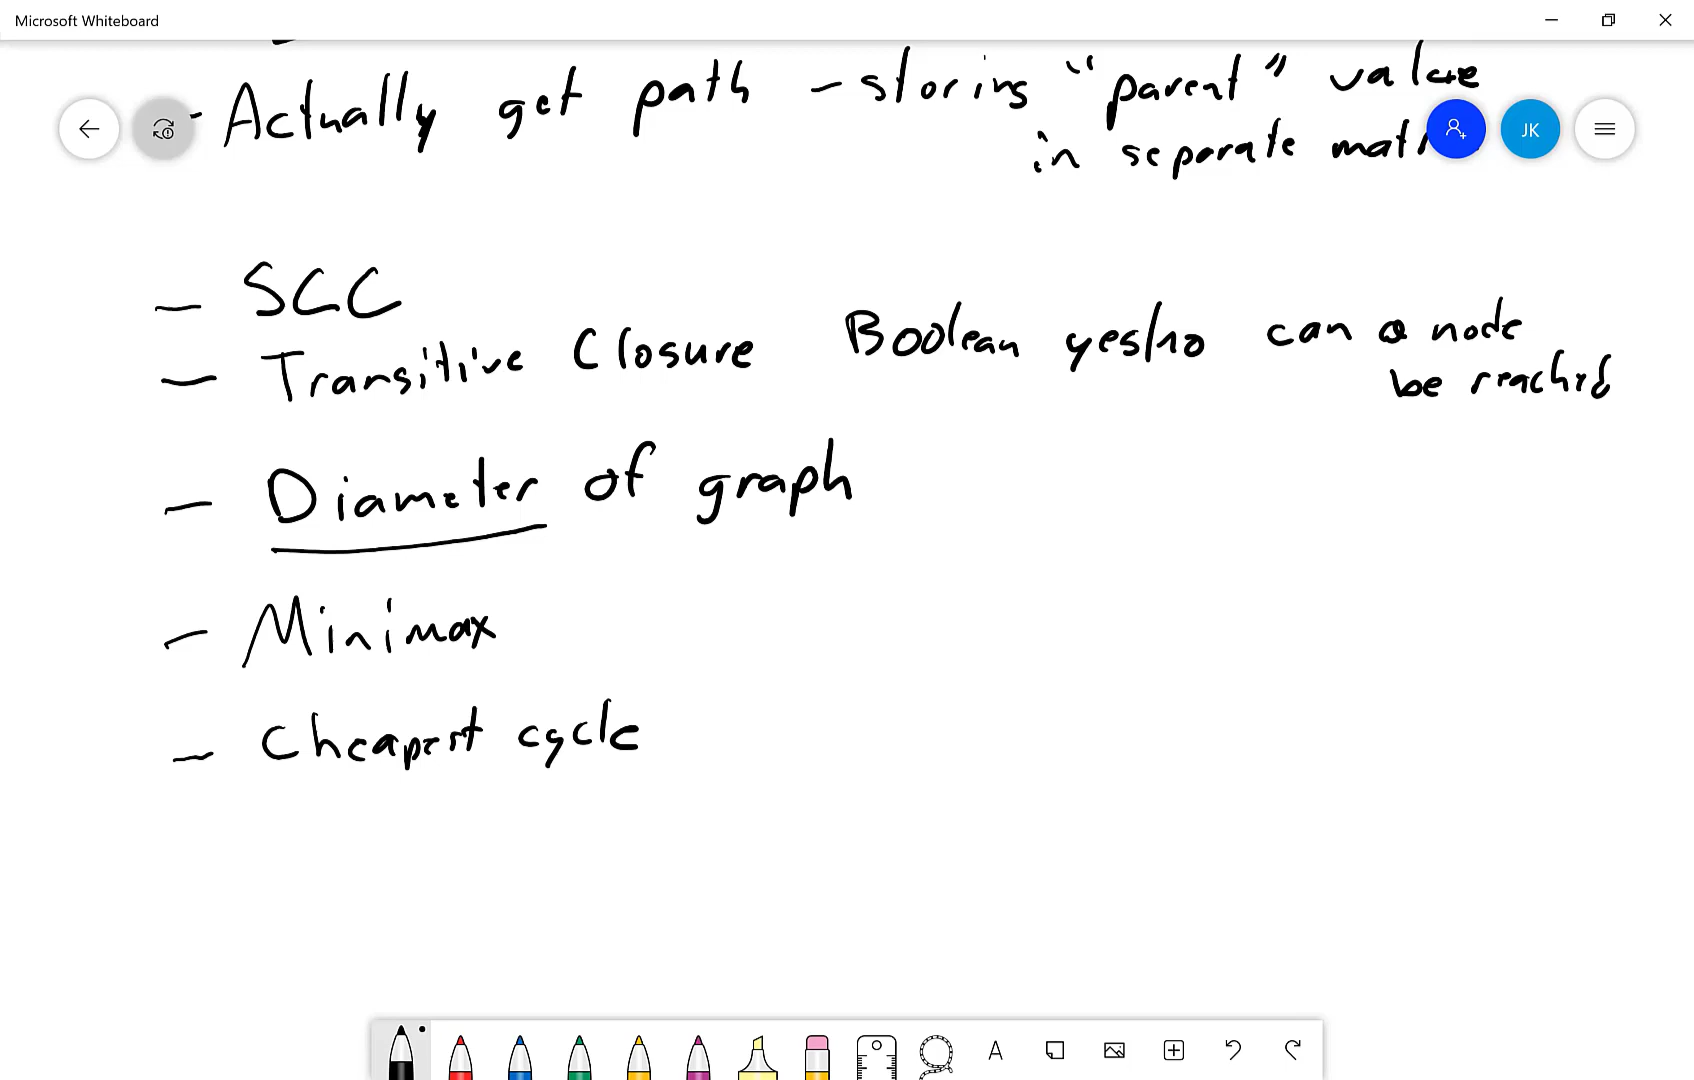 Microsoft Whiteboard
- Actually get path - storing "parent" value
in separate
JK
- SCC
- Transitive Closure Boolean yes/no can a node
be reached
- Diameter of graph
- Minimax
- Cheapest cycle
A